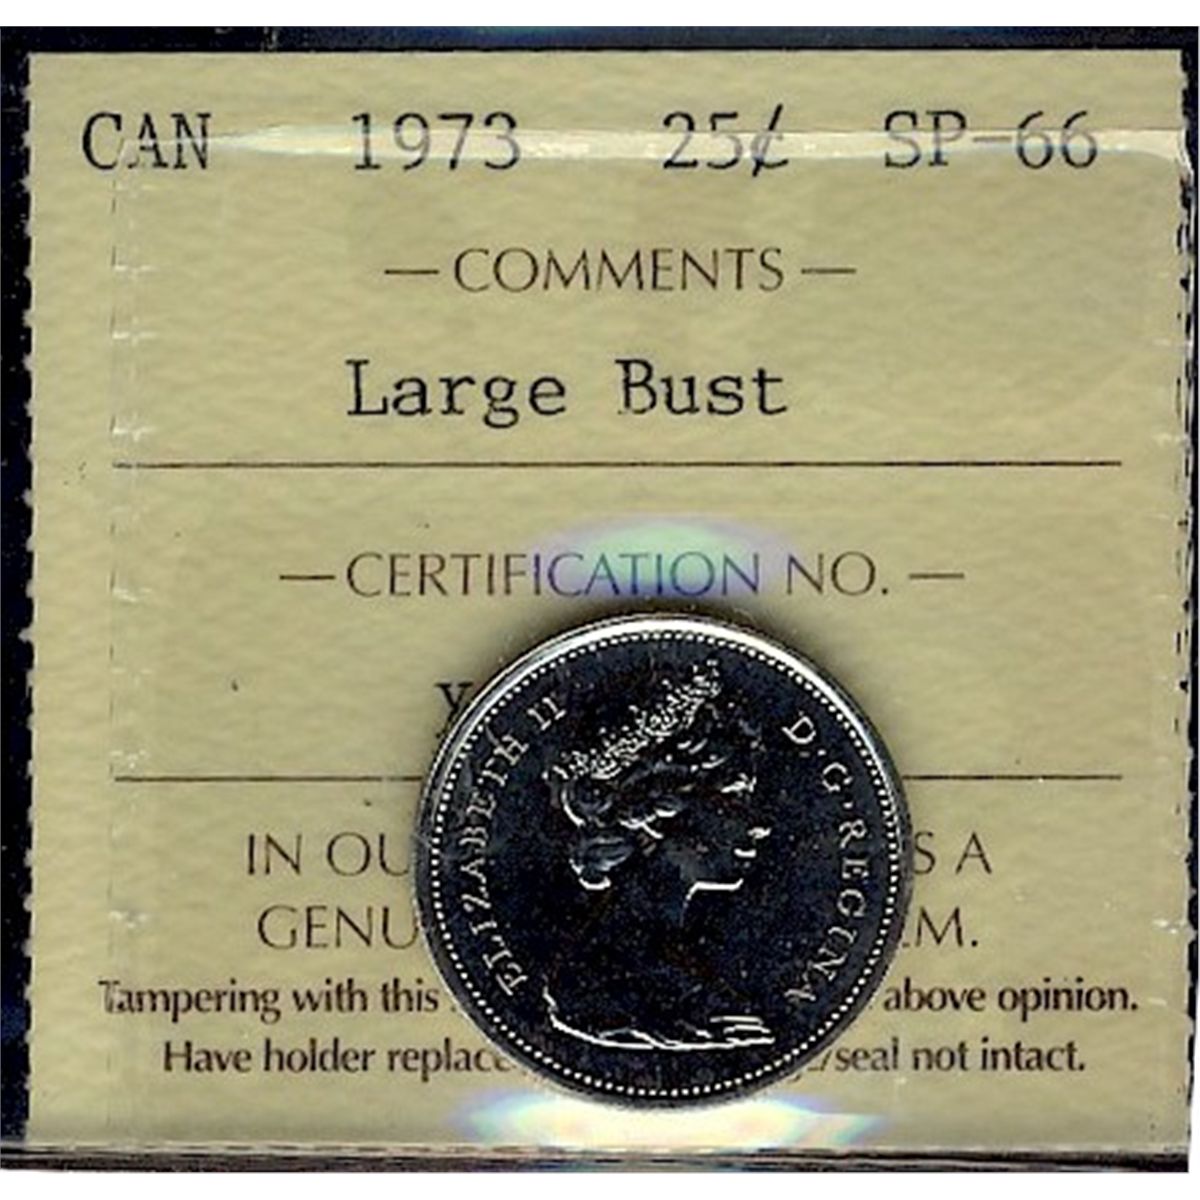 CAN 1973 25¢ SP-66
— COMMENTS —
Large Bust
— CERTIFICATION NO. —
ELIZABETH II D·G·REGINA
IN OU S A
GENU M.
Tampering with this above opinion.
Have holder replace /seal not intact.